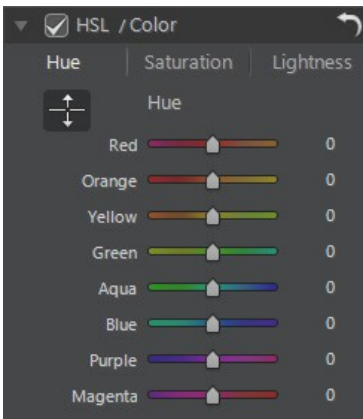 HSL / Color
Hue Saturation Lightness
Hue
Red 0
Orange 0
Yellow 0
Green 0
Aqua 0
Blue 0
Purple 0
Magenta 0